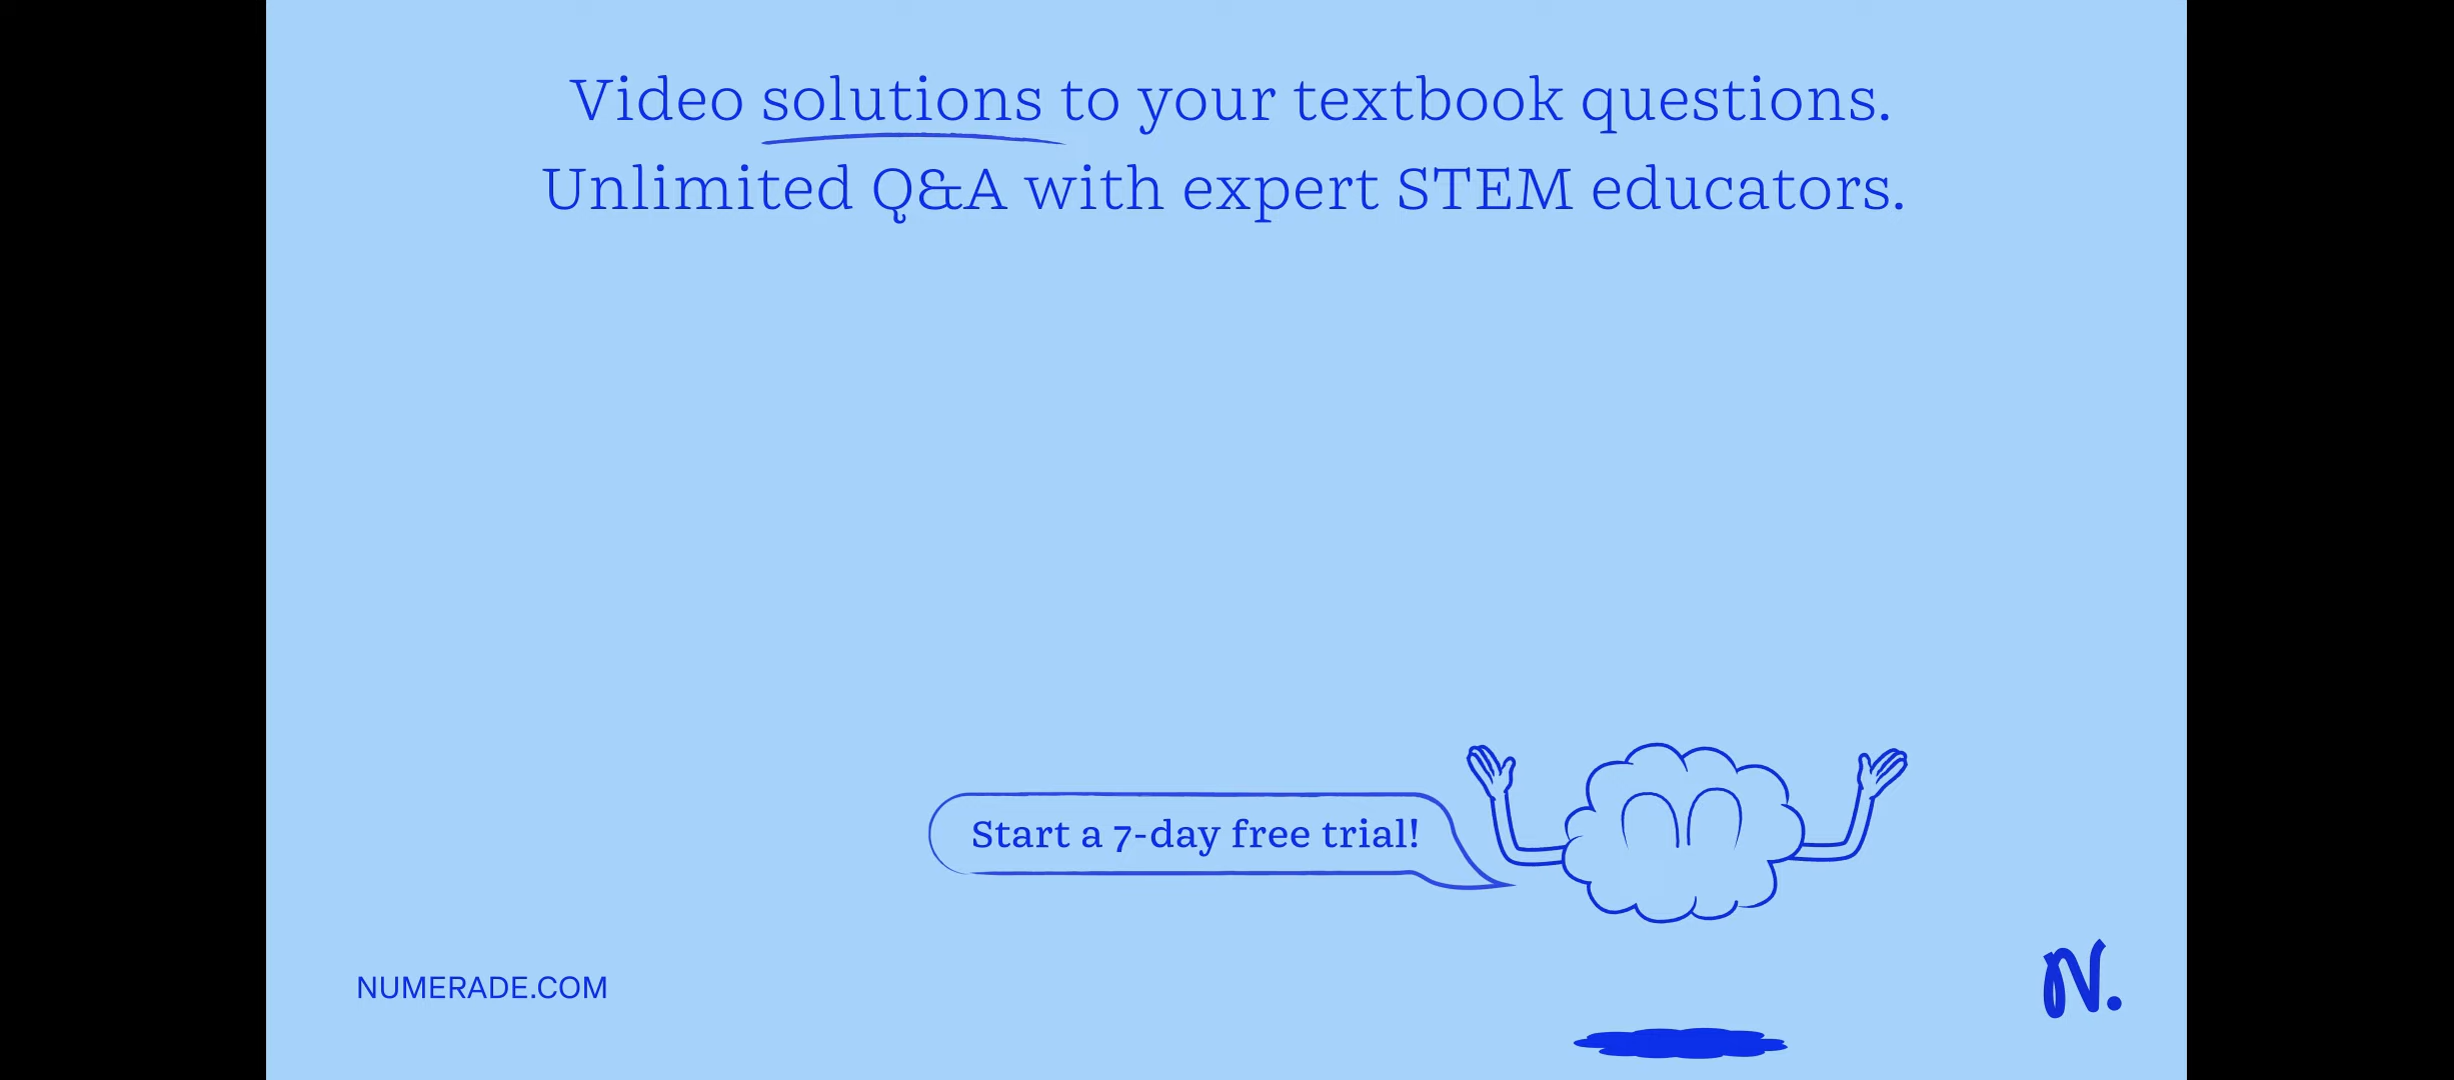 Video solutions to your textbook questions.
Unlimited Q&A with expert STEM educators.
Start a 7-day free trial!
NUMERADE.COM
N.